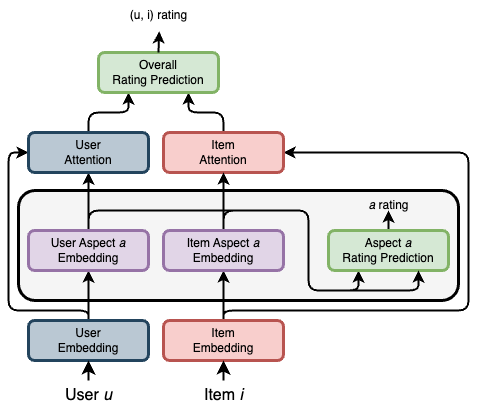 (u, i) rating
Overall
Rating Prediction
User
Attention
Item
Attention
a rating
User Aspect a
Embedding
Item Aspect a
Embedding
Aspect a
Rating Prediction
User
Embedding
Item
Embedding
User u
Item i